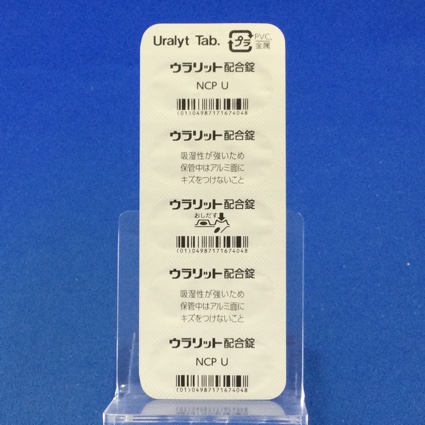 Uralyt Tab.
プラ
PVC,
金属
ウラリット配合錠
NCP U
(01)04987171674048
ウラリット配合錠
吸湿性が強いため
保管中はアルミ面に
キズをつけないこと
ウラリット配合錠
おしだす
(01)04987171674048
ウラリット配合錠
吸湿性が強いため
保管中はアルミ面に
キズをつけないこと
ウラリット配合錠
NCP U
(01)04987171674048